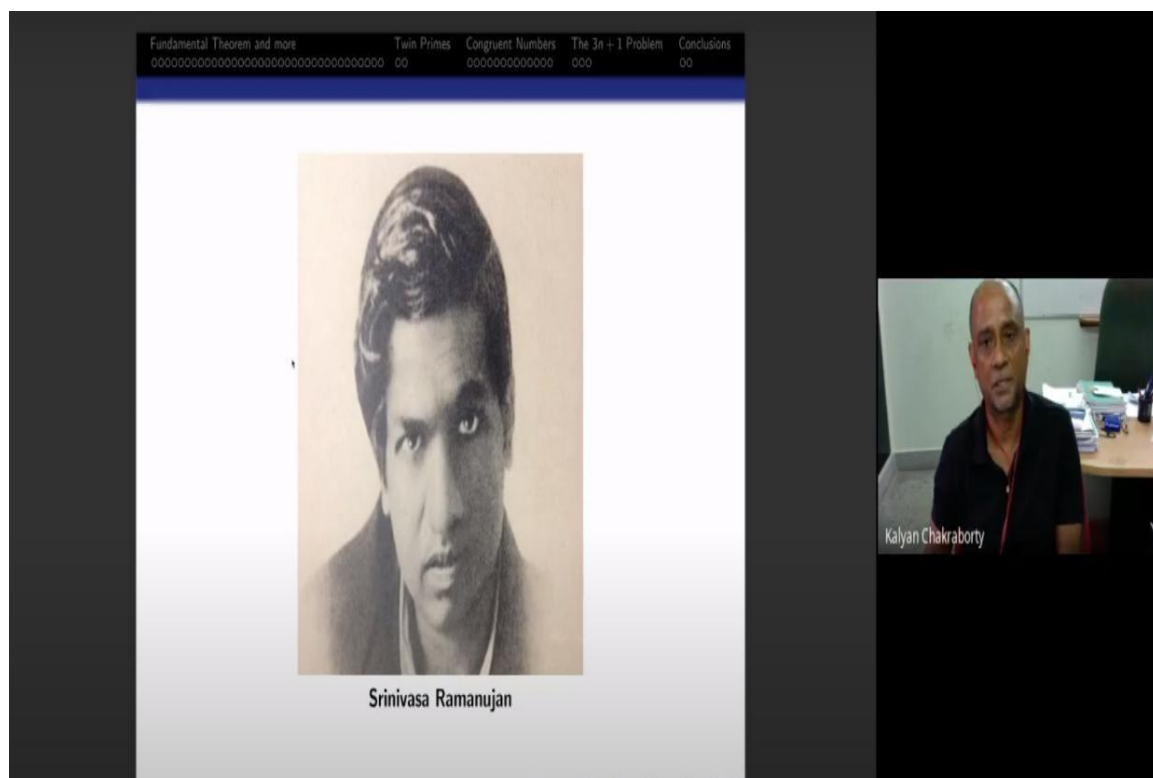 Fundamental Theorem and more Twin Primes Congruent Numbers The 3n + 1 Problem Conclusions
Srinivasa Ramanujan
Kalyan Chakraborty